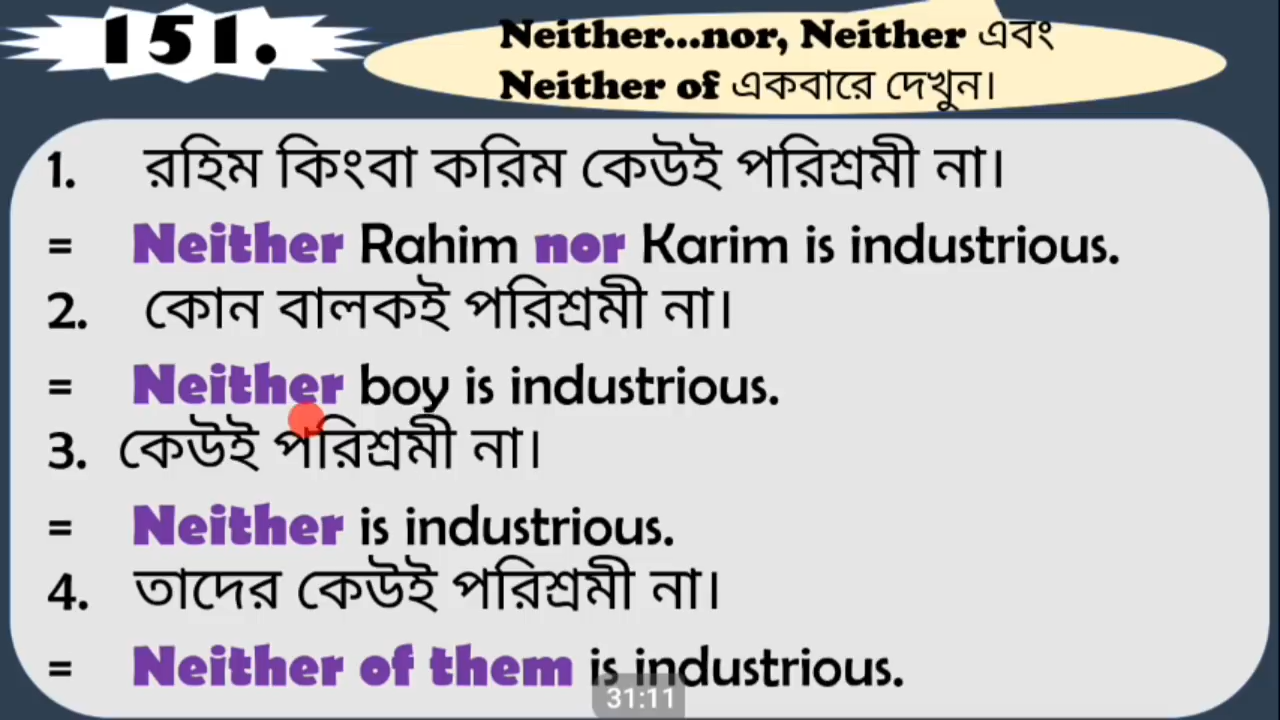 151.
Neither...nor, Neither এবং
Neither of একবারে দেখুন।
1. রহিম কিংবা করিম কেউই পরিশ্রমী না।
= Neither Rahim nor Karim is industrious.
2. কোন বালকই পরিশ্রমী না।
= Neither boy is industrious.
3. কেউই পরিশ্রমী না।
= Neither is industrious.
4. তাদের কেউই পরিশ্রমী না।
= Neither of them is industrious.
31:11